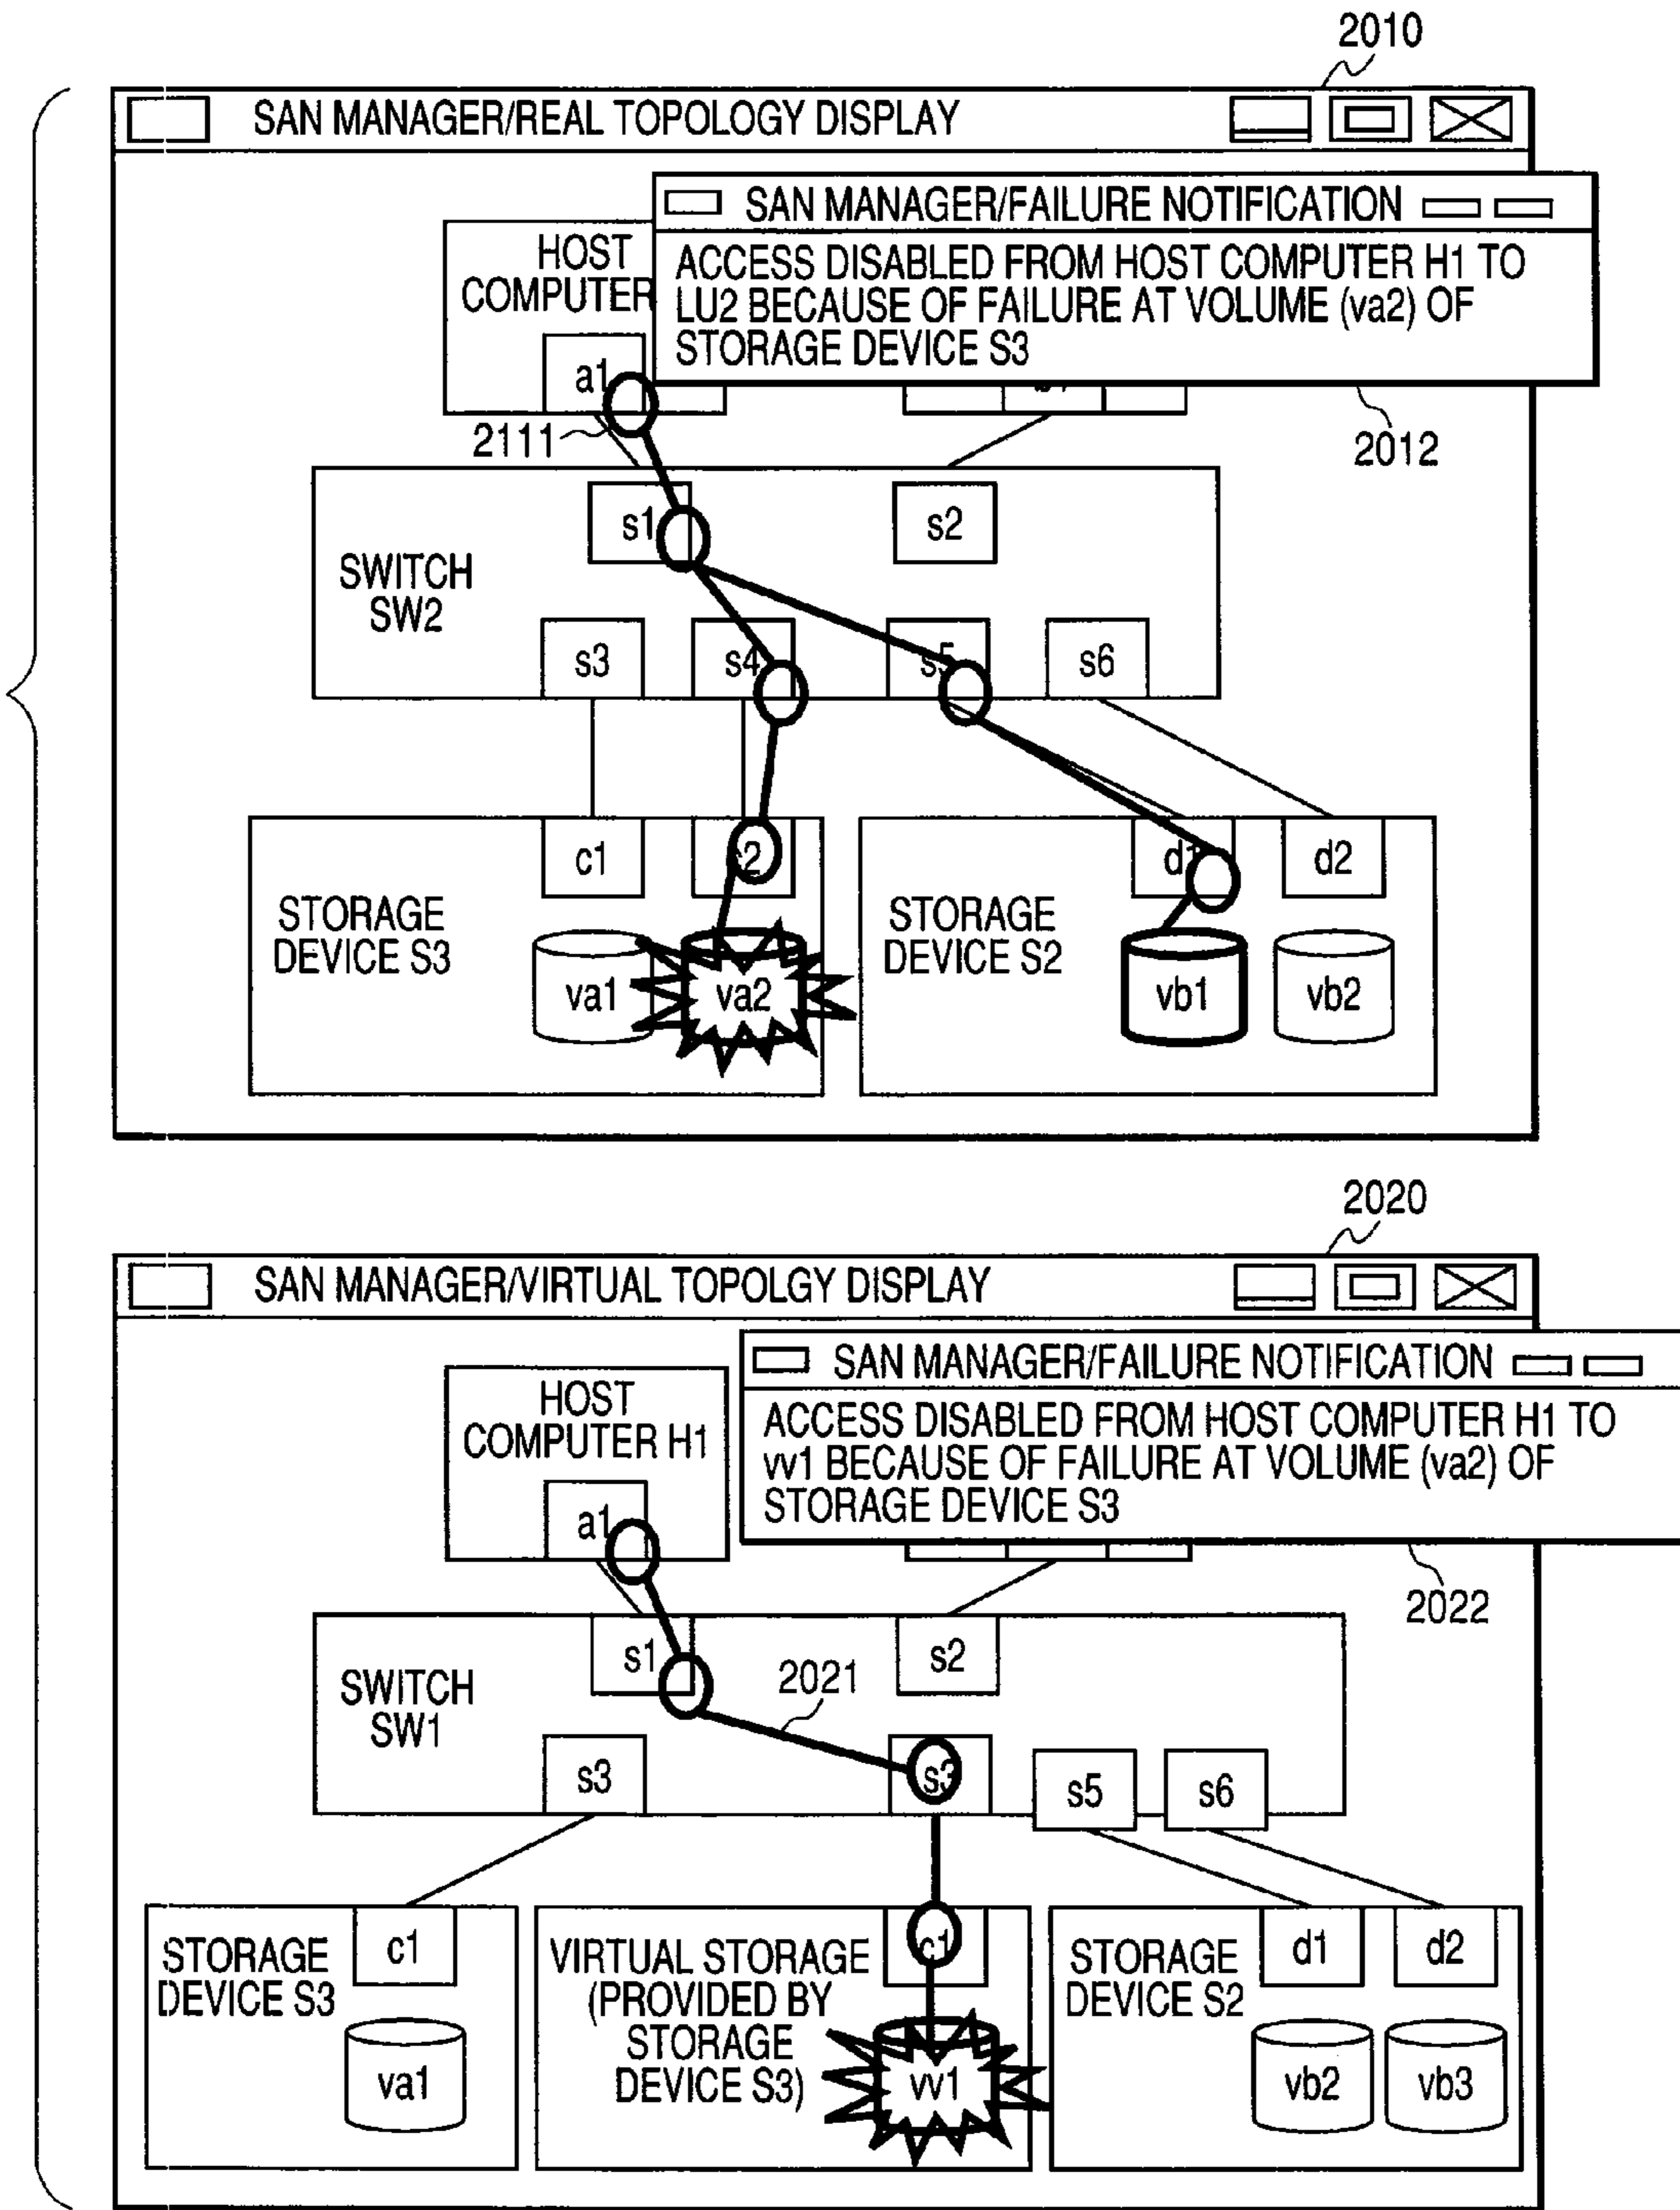 2010
SAN MANAGER/REAL TOPOLOGY DISPLAY
SAN MANAGER/FAILURE NOTIFICATION
ACCESS DISABLED FROM HOST COMPUTER H1 TO
LU2 BECAUSE OF FAILURE AT VOLUME (va2) OF
STORAGE DEVICE S3
HOST
COMPUTER
a1
2111
2012
s1
s2
SWITCH
SW2
s3
s4
s5
s6
c1
d1
d2
STORAGE
DEVICE S3
va1
va2
STORAGE
DEVICE S2
vb1
vb2
2020
SAN MANAGER/VIRTUAL TOPOLGY DISPLAY
SAN MANAGER/FAILURE NOTIFICATION
ACCESS DISABLED FROM HOST COMPUTER H1 TO
vv1 BECAUSE OF FAILURE AT VOLUME (va2) OF
STORAGE DEVICE S3
HOST
COMPUTER H1
a1
2022
s1
s2
2021
SWITCH
SW1
s3
s3
s5
s6
STORAGE
DEVICE S3
c1
va1
VIRTUAL STORAGE
(PROVIDED BY
STORAGE
DEVICE S3)
c1
vv1
STORAGE
DEVICE S2
d1
d2
vb2
vb3